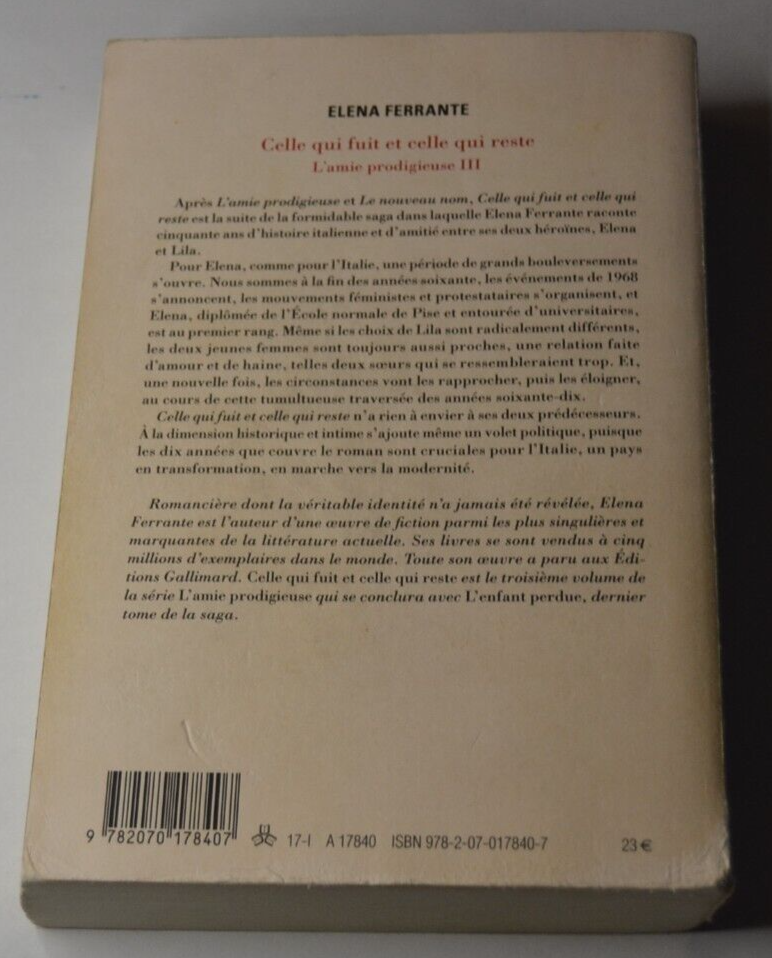 ELENA FERRANTE
Celle qui fuit et celle qui reste
L'amie prodigieuse III
Après L'amie prodigieuse et Le nouveau nom, Celle qui fuit et celle qui
reste est la suite de la formidable saga dans laquelle Elena Ferrante raconte
cinquante ans d'histoire italienne et d'amitié entre ses deux héroïnes, Elena
et Lila.
Pour Elena, comme pour l'Italie, une période de grands bouleversements
s'ouvre. Nous sommes à la fin des années soixante, les événements de 1968
s'annoncent, les mouvements féministes et protestataires s'organisent, et
Elena, diplômée de l'École normale de Pise et entourée d'universitaires,
est au premier rang. Même si les choix de Lila sont radicalement différents,
les deux jeunes femmes sont toujours aussi proches, une relation faite
d'amour et de haine, telles deux sœurs qui se ressembleraient trop. Et,
une nouvelle fois, les circonstances vont les rapprocher, puis les éloigner,
au cours de cette tumultueuse traversée des années soixante-dix.
Celle qui fuit et celle qui reste n'a rien à envier à ses deux prédécesseurs.
À la dimension historique et intime s'ajoute même un volet politique, puisque
les dix années que couvre le roman sont cruciales pour l'Italie, un pays
en transformation, en marche vers la modernité.
Romancière dont la véritable identité n'a jamais été révélée, Elena
Ferrante est l'auteur d'une œuvre de fiction parmi les plus singulières et
marquantes de la littérature actuelle. Ses livres se sont vendus à cinq
millions d'exemplaires dans le monde. Toute son œuvre a paru aux Édi-
tions Gallimard. Celle qui fuit et celle qui reste est le troisième volume de
la série L'amie prodigieuse qui se conclura avec L'enfant perdue, dernier
tome de la saga.
9 782070 178407 17-I A 17840 ISBN 978-2-07-017840-7 23 €